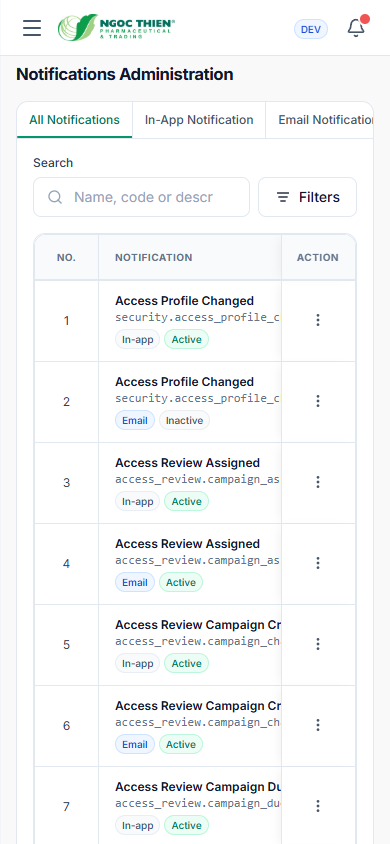 NGOC THIEN®
PHARMACEUTICAL
& TRADING
DEV
Notifications Administration
All Notifications
In-App Notification
Email Notification
Search
Name, code or descr
Filters
NO.
NOTIFICATION
ACTION
1
Access Profile Changed
security.access_profile_c
In-app
Active
2
Access Profile Changed
security.access_profile_c
Email
Inactive
3
Access Review Assigned
access_review.campaign_as
In-app
Active
4
Access Review Assigned
access_review.campaign_as
Email
Active
5
Access Review Campaign Cr
access_review.campaign_ch
In-app
Active
6
Access Review Campaign Cr
access_review.campaign_ch
Email
Active
7
Access Review Campaign Du
access_review.campaign_du
In-app
Active